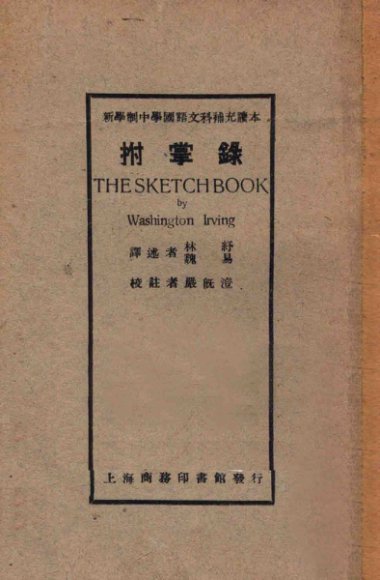 新學制中學國語文科補充讀本
拊掌錄
THE SKETCH BOOK
by
Washington Irving
譯述者 林紓
魏易
校註者嚴旣澄
上海商務印書館發行